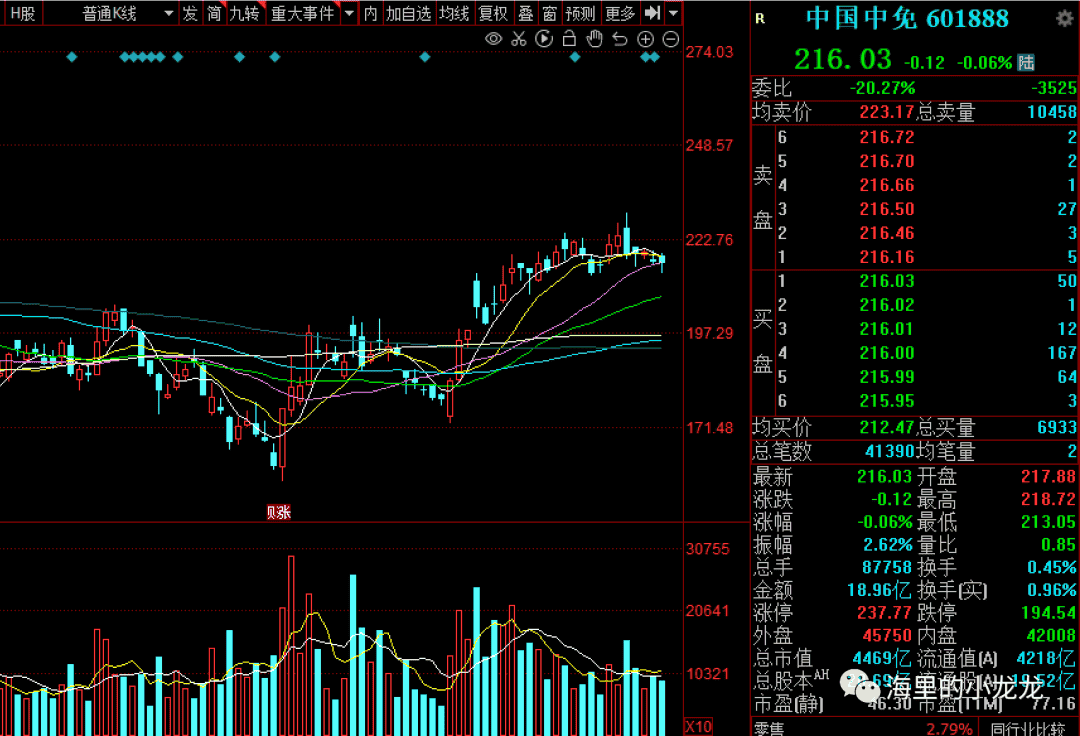 H股 普通K线 发 简 九转 重大事件 内 加自选 均线 复权 叠 窗 预测 更多
R 中国中免 601888
216.03 -0.12 -0.06% 陆
274.03
248.57
222.76
197.29
171.48
财涨
30755
20641
10321
X10
委比 -20.27% -3525
均卖价 223.17 总卖量 10458
卖盘
6 216.72 2
5 216.70 2
4 216.66 1
3 216.50 27
2 216.46 3
1 216.16 5
买盘
1 216.03 50
2 216.02 1
3 216.01 12
4 216.00 167
5 215.99 64
6 215.95 3
均买价 212.47 总买量 6933
总笔数 41390 均笔量 2
最新 216.03 开盘 217.88
涨跌 -0.12 最高 218.72
涨幅 -0.06% 最低 213.05
振幅 2.62% 量比 0.85
总手 87758 换手 0.45%
金额 18.96亿 换手(实) 0.96%
涨停 237.77 跌停 194.54
外盘 45750 内盘 42008
总市值 4469亿 流通值(A) 4218亿
总股本AH .69亿 流通股(A) 19.52亿
市盈(静) 46.30 市盈(TTM) 77.16
海里的小龙龙
零售 2.79% 同行业比较